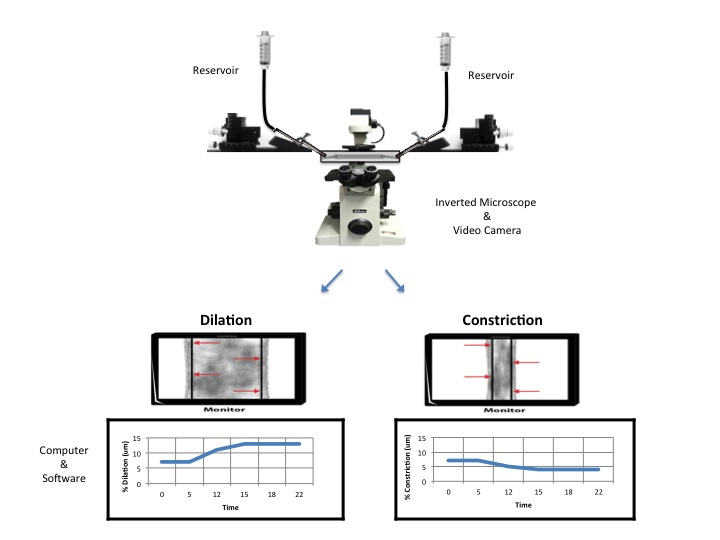 Reservoir
Reservoir
Inverted Microscope
&
Video Camera
Dilation
Constriction
Monitor
Monitor
Computer
&
Software
% Dilation (um)
15
10
5
0
0 5 12 15 18 22
Time
% Constriction (um)
15
10
5
0
0 5 12 15 18 22
Time